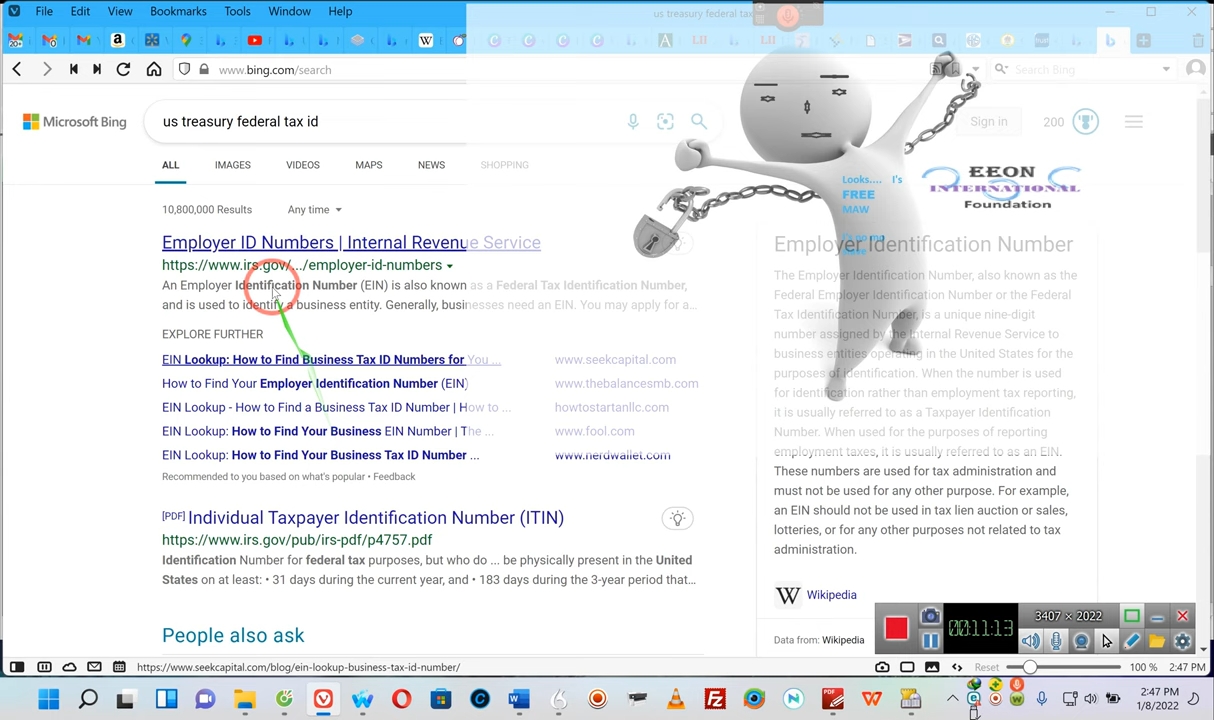 File Edit View Bookmarks Tools Window Help
us treasury federal tax id
www.bing.com/search
Search Bing
Microsoft Bing
us treasury federal tax id
Sign in
200
ALL IMAGES VIDEOS MAPS NEWS SHOPPING
10,800,000 Results Any time
Employer ID Numbers | Internal Revenue Service
https://www.irs.gov/.../employer-id-numbers
An Employer Identification Number (EIN) is also known as a Federal Tax Identification Number,
and is used to identify a business entity. Generally, businesses need an EIN. You may apply for a...
EXPLORE FURTHER
EIN Lookup: How to Find Business Tax ID Numbers for You ... www.seekcapital.com
How to Find Your Employer Identification Number (EIN) www.thebalancesmb.com
EIN Lookup - How to Find a Business Tax ID Number | How to ... howtostartanllc.com
EIN Lookup: How to Find Your Business EIN Number | The ... www.fool.com
EIN Lookup: How to Find Your Business Tax ID Number ... www.nerdwallet.com
Recommended to you based on what's popular • Feedback
[PDF] Individual Taxpayer Identification Number (ITIN)
https://www.irs.gov/pub/irs-pdf/p4757.pdf
Identification Number for federal tax purposes, but who do ... be physically present in the United
States on at least: • 31 days during the current year, and • 183 days during the 3-year period that...
People also ask
Looks.... I's
FREE
MAW
EEON
INTERNATIONAL
Foundation
Employer Identification Number
The Employer Identification Number, also known as the
Federal Employer Identification Number or the Federal
Tax Identification Number, is a unique nine-digit
number assigned by the Internal Revenue Service to
business entities operating in the United States for the
purposes of identification. When the number is used
for identification rather than employment tax reporting,
it is usually referred to as a Taxpayer Identification
Number. When used for the purposes of reporting
employment taxes, it is usually referred to as an EIN.
These numbers are used for tax administration and
must not be used for any other purpose. For example,
an EIN should not be used in tax lien auction or sales,
lotteries, or for any other purposes not related to tax
administration.
W Wikipedia
Data from: Wikipedia
3407 × 2022
00:11:13
https://www.seekcapital.com/blog/ein-lookup-business-tax-id-number/
Reset 100 % 2:47 PM
2:47 PM
1/8/2022